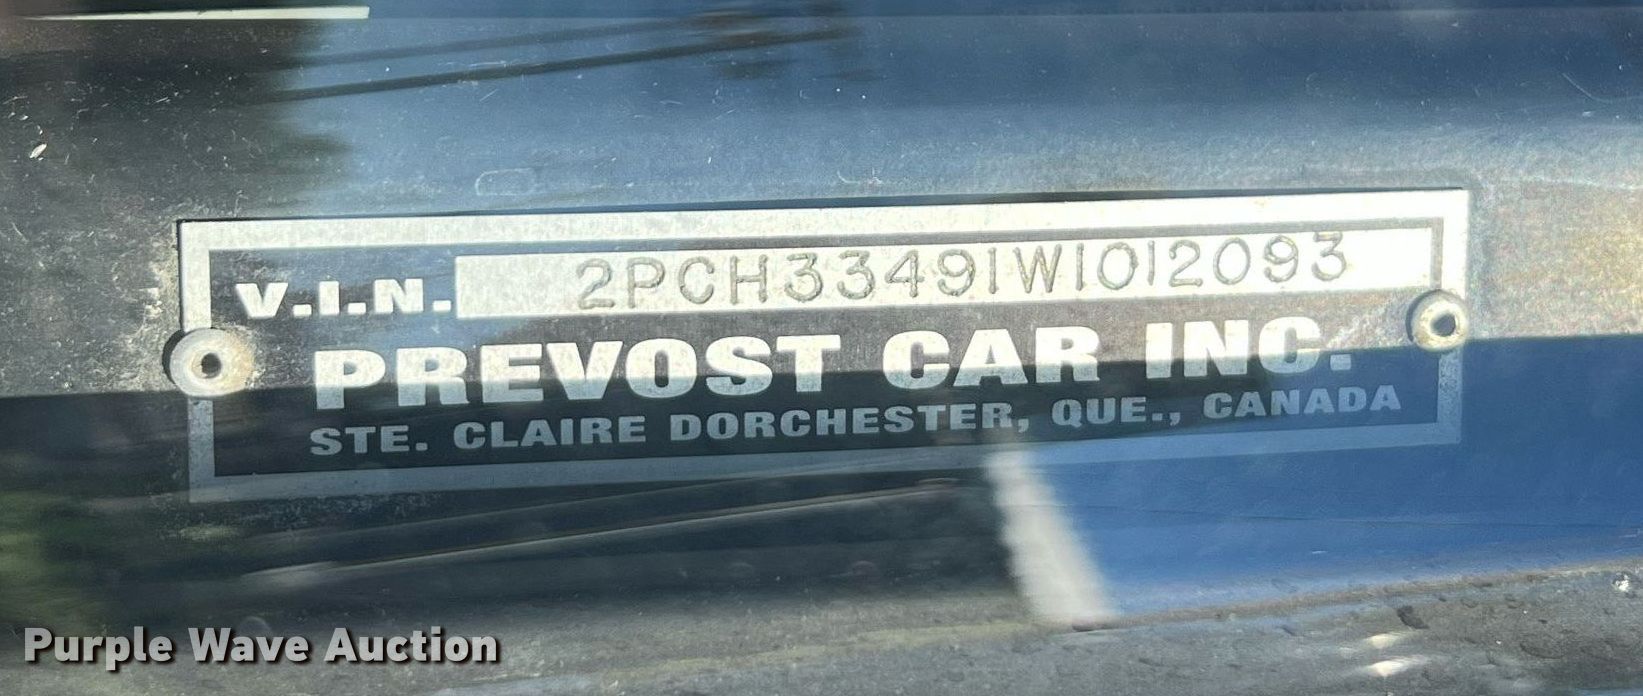 V.I.N. 2PCH33491W1012093
PREVOST CAR INC.
STE. CLAIRE DORCHESTER, QUE., CANADA
Purple Wave Auction